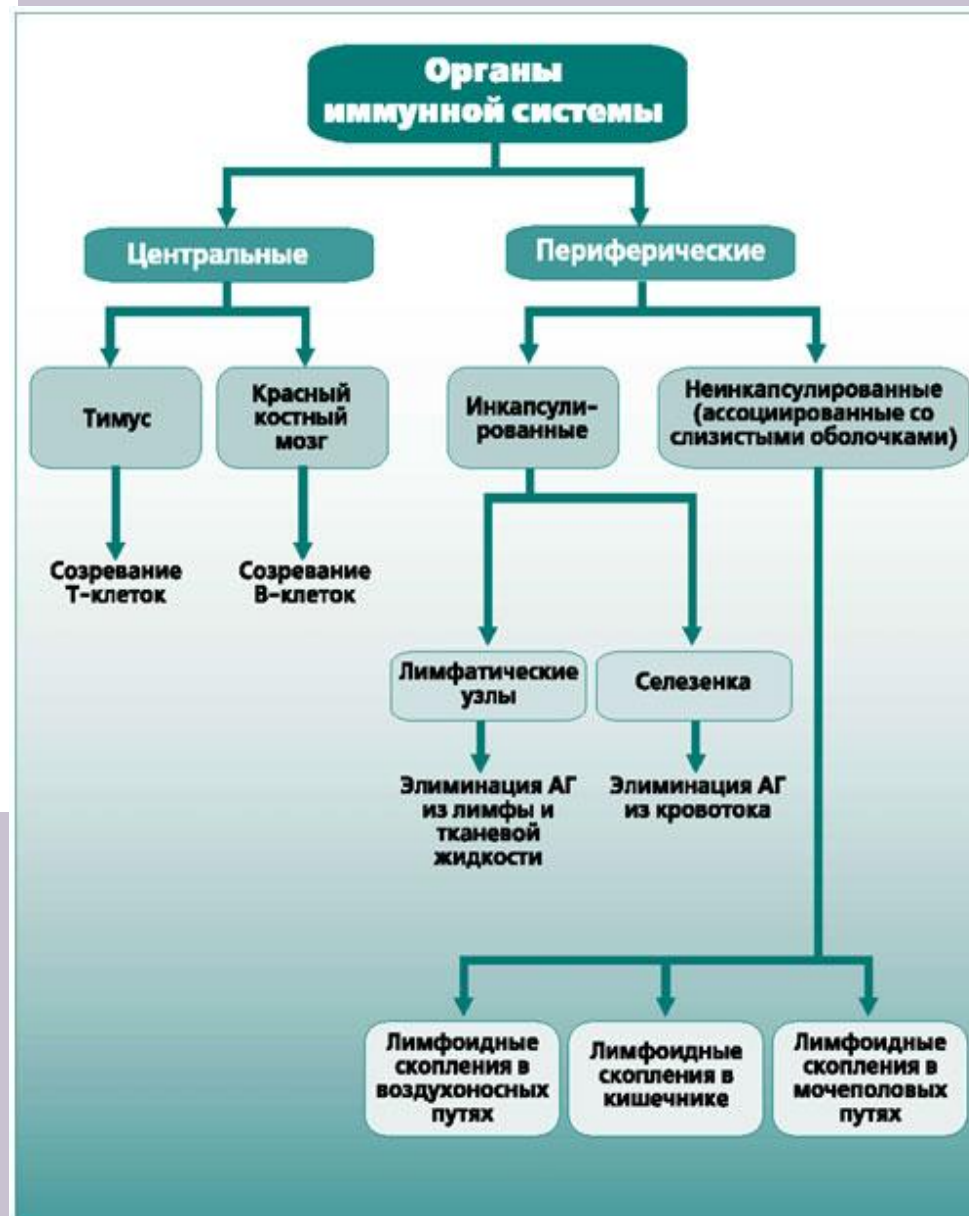 Органы
иммунной системы
Центральные
Периферические
Тимус
Красный
костный
мозг
Инкапсули-
рованные
Неинкапсулированные
(ассоциированные со
слизистыми оболочками)
Созревание
Т-клеток
Созревание
В-клеток
Лимфатические
узлы
Селезенка
Элиминация АГ
из лимфы и
тканевой
жидкости
Элиминация АГ
из кровотока
Лимфоидные
скопления в
воздухоносных
путях
Лимфоидные
скопления в
кишечнике
Лимфоидные
скопления в
мочеполовых
путях